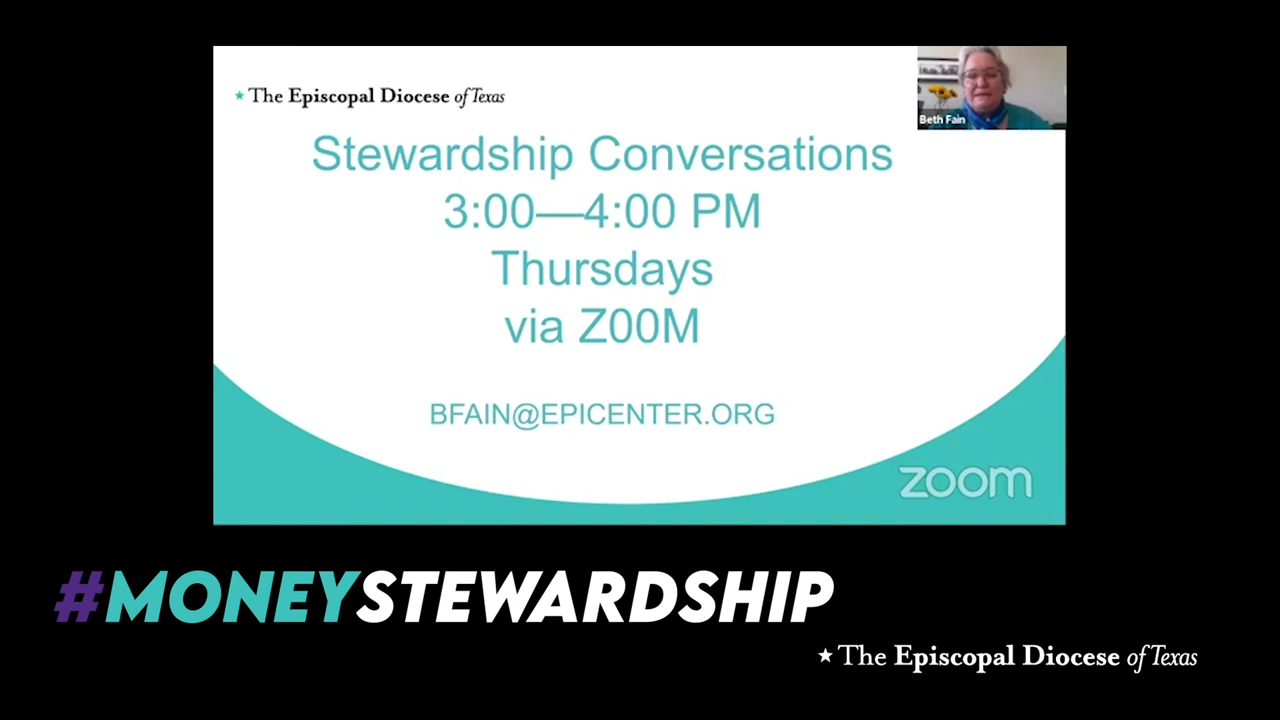 ★ The Episcopal Diocese of Texas
Beth Fain
Stewardship Conversations
3:00—4:00 PM
Thursdays
via Z00M
BFAIN@EPICENTER.ORG
zoom
#MONEYSTEWARDSHIP
★ The Episcopal Diocese of Texas